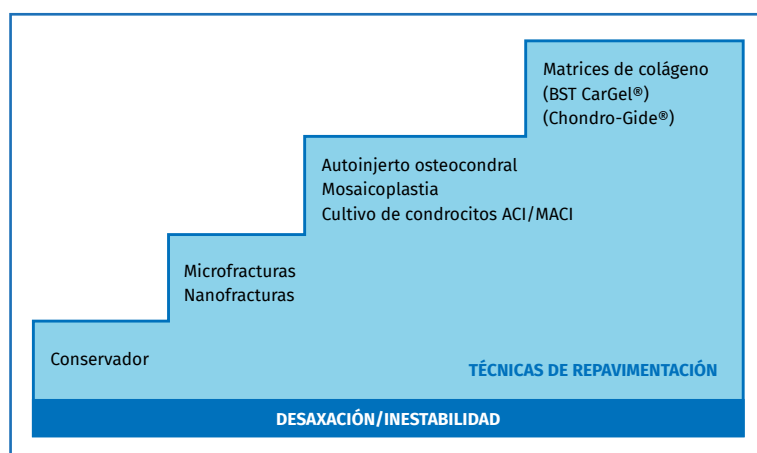 Matrices de colágeno
(BST CarGel®)
(Chondro-Gide®)
Autoinjerto osteocondral
Mosaicoplastia
Cultivo de condrocitos ACI/MACI
Microfracturas
Nanofracturas
Conservador
TÉCNICAS DE REPAVIMENTACIÓN
DESAXACIÓN/INESTABILIDAD